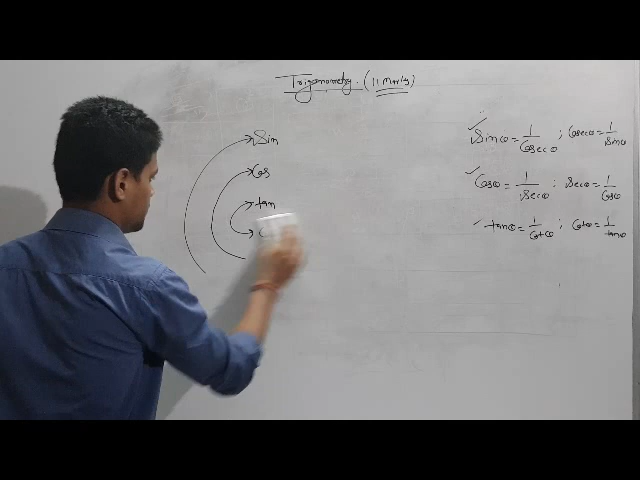 Trigonometry. (11 Marks)
Sin
Cos
tan
C
✓ Sinθ = 1/Cosecθ ; Cosecθ = 1/Sinθ
✓ Cosθ = 1/Secθ ; Secθ = 1/Cosθ
✓ tanθ = 1/Cotθ ; Cotθ = 1/tanθ